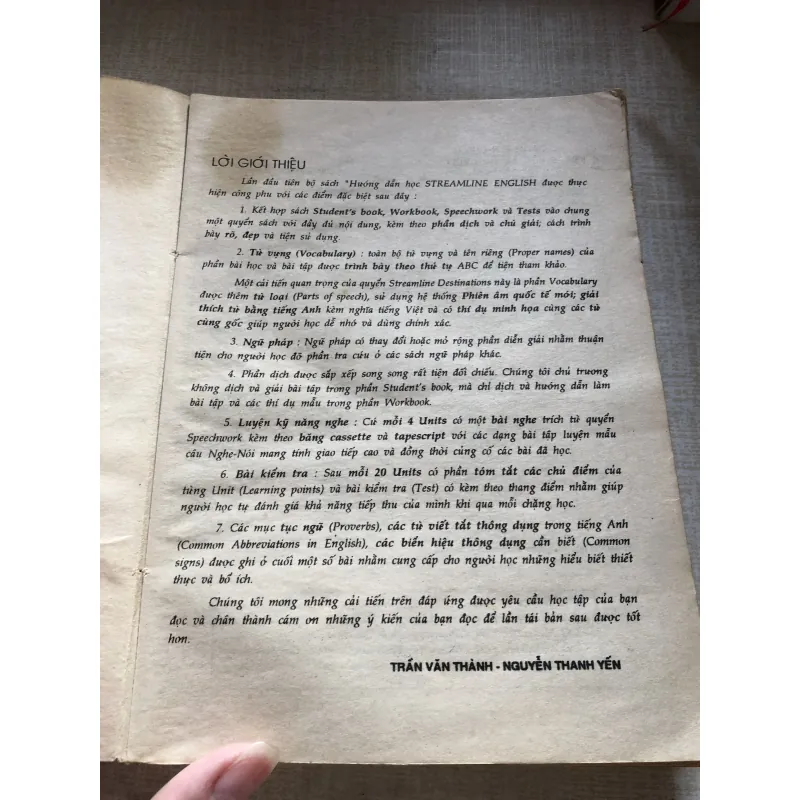 LỜI GIỚI THIỆU
Lần đầu tiên bộ sách "Hướng dẫn học STREAMLINE ENGLISH được thực
hiện công phu với các điểm đặc biệt sau đây :
1. Kết hợp sách Student's book, Workbook, Speechwork và Tests vào chung
một quyển sách với đầy đủ nội dung, kèm theo phần dịch và chú giải; cách trình
bày rõ, đẹp và tiện sử dụng.
2. Từ vựng (Vocabulary) : toàn bộ từ vựng và tên riêng (Proper names) của
phần bài học và bài tập được trình bày theo thứ tự ABC để tiện tham khảo.
Một cải tiến quan trọng của quyển Streamline Destinations này là phần Vocabulary
được thêm từ loại (Parts of speech), sử dụng hệ thống Phiên âm quốc tế mới; giải
thích từ bằng tiếng Anh kèm nghĩa tiếng Việt và có thí dụ minh họa cùng các từ
cùng gốc giúp người học dễ nhớ và dùng chính xác.
3. Ngữ pháp : Ngữ pháp có thay đổi hoặc mở rộng phần diễn giải nhằm thuận
tiện cho người học đỡ phần tra cứu ở các sách ngữ pháp khác.
4. Phần dịch được sắp xếp song song rất tiện đối chiếu. Chúng tôi chủ trương
không dịch và giải bài tập trong phần Student's book, mà chỉ dịch và hướng dẫn làm
bài tập và các thí dụ mẫu trong phần Workbook.
5. Luyện kỹ năng nghe : Cứ mỗi 4 Units có một bài nghe trích từ quyển
Speechwork kèm theo băng cassette và tapescript với các dạng bài tập luyện mẫu
câu Nghe-Nói mang tính giao tiếp cao và đồng thời củng cố các bài đã học.
6. Bài kiểm tra : Sau mỗi 20 Units có phần tóm tắt các chủ điểm của
từng Unit (Learning points) và bài kiểm tra (Test) có kèm theo thang điểm nhằm giúp
người học tự đánh giá khả năng tiếp thu của mình khi qua mỗi chặng học.
7. Các mục tục ngữ (Proverbs), các từ viết tắt thông dụng trong tiếng Anh
(Common Abbreviations in English), các biển hiệu thông dụng cần biết (Common
signs) được ghi ở cuối một số bài nhằm cung cấp cho người học những hiểu biết thiết
thực và bổ ích.
Chúng tôi mong những cải tiến trên đáp ứng được yêu cầu học tập của bạn
đọc và chân thành cám ơn những ý kiến của bạn đọc để lần tái bản sau được tốt
hơn.
TRẦN VĂN THÀNH - NGUYỄN THANH YẾN